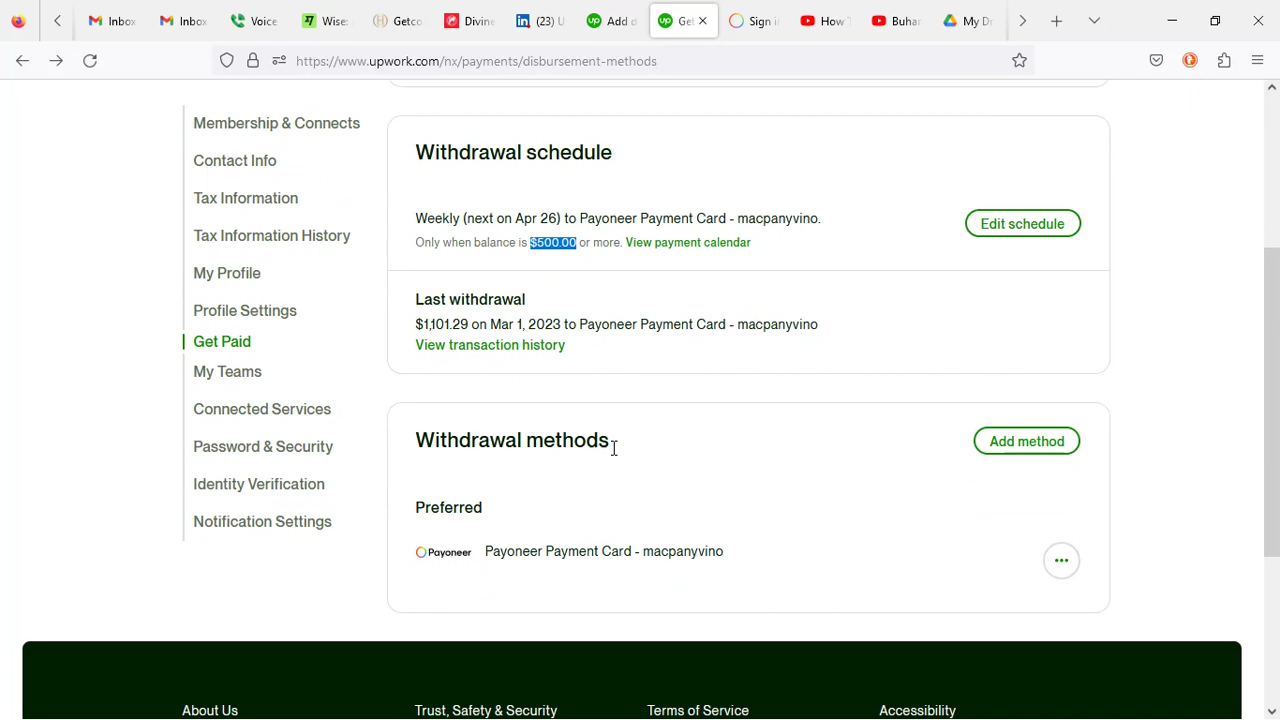 Inbox
Inbox
Voice
Wise:
Getco
Divine
(23) U
Add d
Get
Sign i
How T
Buhar
My Dr
https://www.upwork.com/nx/payments/disbursement-methods
Membership & Connects
Contact Info
Tax Information
Tax Information History
My Profile
Profile Settings
Get Paid
My Teams
Connected Services
Password & Security
Identity Verification
Notification Settings
Withdrawal schedule
Weekly (next on Apr 26) to Payoneer Payment Card - macpanyvino.
Only when balance is $500.00 or more. View payment calendar
Edit schedule
Last withdrawal
$1,101.29 on Mar 1, 2023 to Payoneer Payment Card - macpanyvino
View transaction history
Withdrawal methods
Add method
Preferred
Payoneer Payoneer Payment Card - macpanyvino
About Us
Trust, Safety & Security
Terms of Service
Accessibility